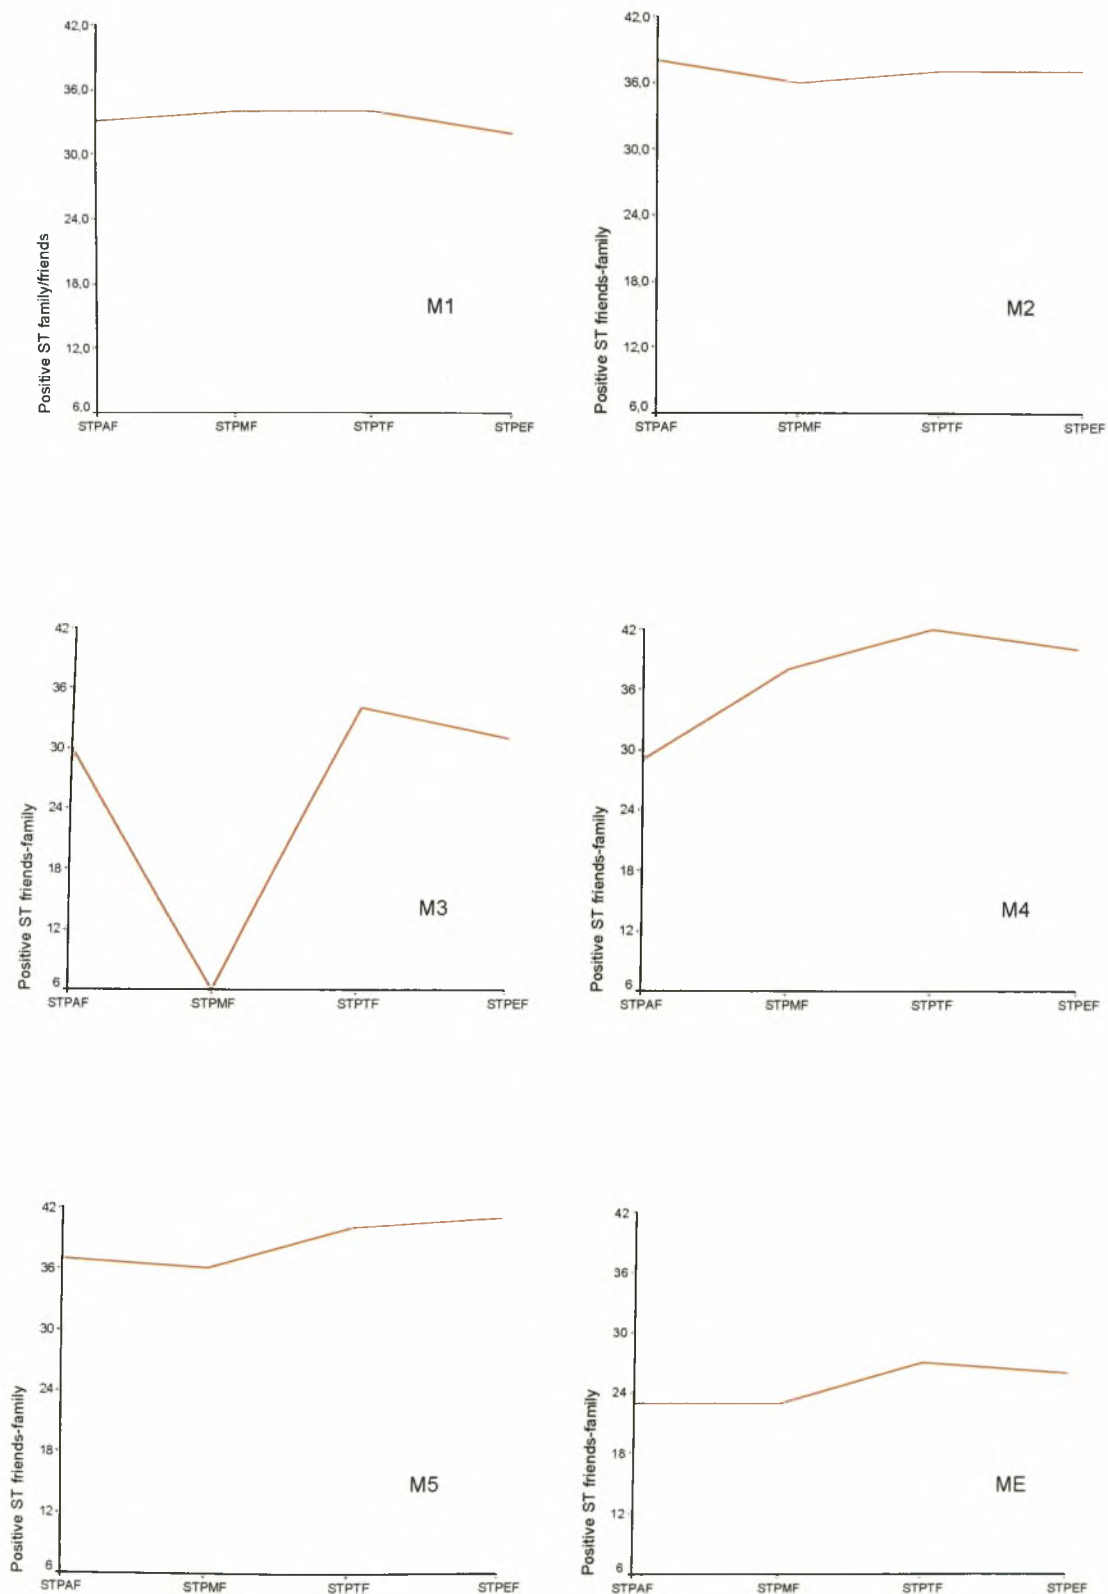 42,0
36,0
30,0
24,0
18,0
12,0
6,0
Positive ST family/friends
M1
STPAF STPMF STPTF STPEF
42,0
36,0
30,0
24,0
18,0
12,0
6,0
Positive ST friends-family
M2
STPAF STPMF STPTF STPEF
42
36
30
24
18
12
6
Positive ST friends-family
M3
STPAF STPMF STPTF STPEF
42
36
30
24
18
12
6
Positive ST friends-family
M4
STPAF STPMF STPTF STPEF
42
36
30
24
18
12
6
Positive ST friends-family
M5
STPAF STPMF STPTF STPEF
42
36
30
24
18
12
6
Positive ST friends-family
ME
STPAF STPMF STPTF STPEF